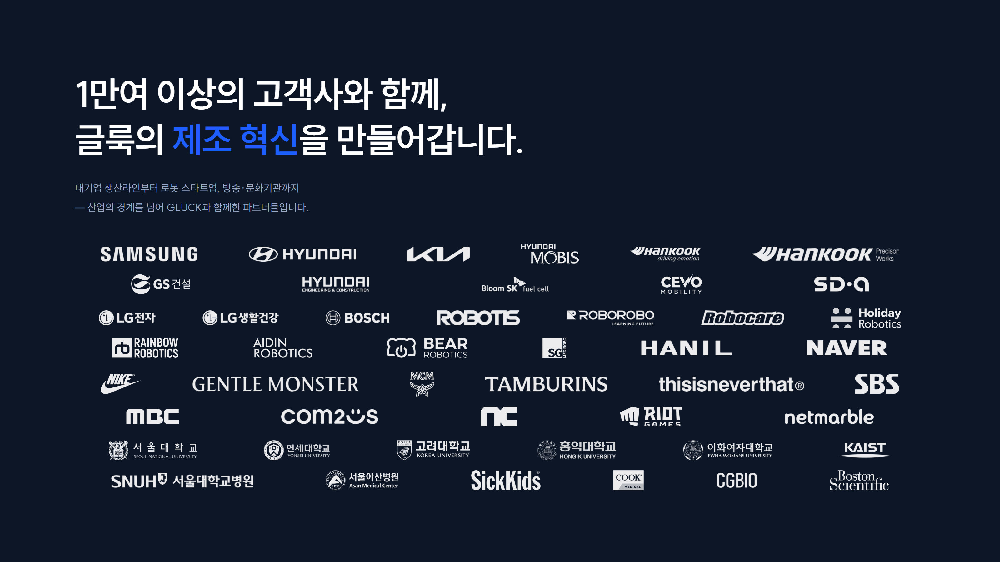 1만여 이상의 고객사와 함께,
글룩의 제조 혁신을 만들어갑니다.
대기업 생산라인부터 로봇 스타트업, 방송·문화기관까지
— 산업의 경계를 넘어 GLUCK과 함께한 파트너들입니다.
SAMSUNG
HYUNDAI
KIA
HYUNDAI
MOBIS
HANKOOK
driving emotion
HANKOOK
Precison
Works
GS건설
HYUNDAI
ENGINEERING & CONSTRUCTION
Bloom SK fuel cell
CEVO
MOBILITY
SD·A
LG전자
LG생활건강
BOSCH
ROBOTIS
ROBOROBO
LEARNING FUTURE
Robocare
Holiday
Robotics
rb
RAINBOW
ROBOTICS
AIDIN
ROBOTICS
BEAR
ROBOTICS
SG
MEDIROBO
HANIL
NAVER
NIKE®
GENTLE MONSTER
MCM
TAMBURINS
thisisneverthat®
SBS
MBC
com2us
nc
RIOT
GAMES
netmarble
서울대학교
SEOUL NATIONAL UNIVERSITY
연세대학교
YONSEI UNIVERSITY
KOREA
고려대학교
KOREA UNIVERSITY
홍익대학교
HONGIK UNIVERSITY
이화여자대학교
EWHA WOMANS UNIVERSITY
KAIST
SNUH 서울대학교병원
ASAN FOUNDATION
아산재단
서울아산병원
Asan Medical Center
SickKids®
COOK®
MEDICAL
CGBIO
Boston
Scientific